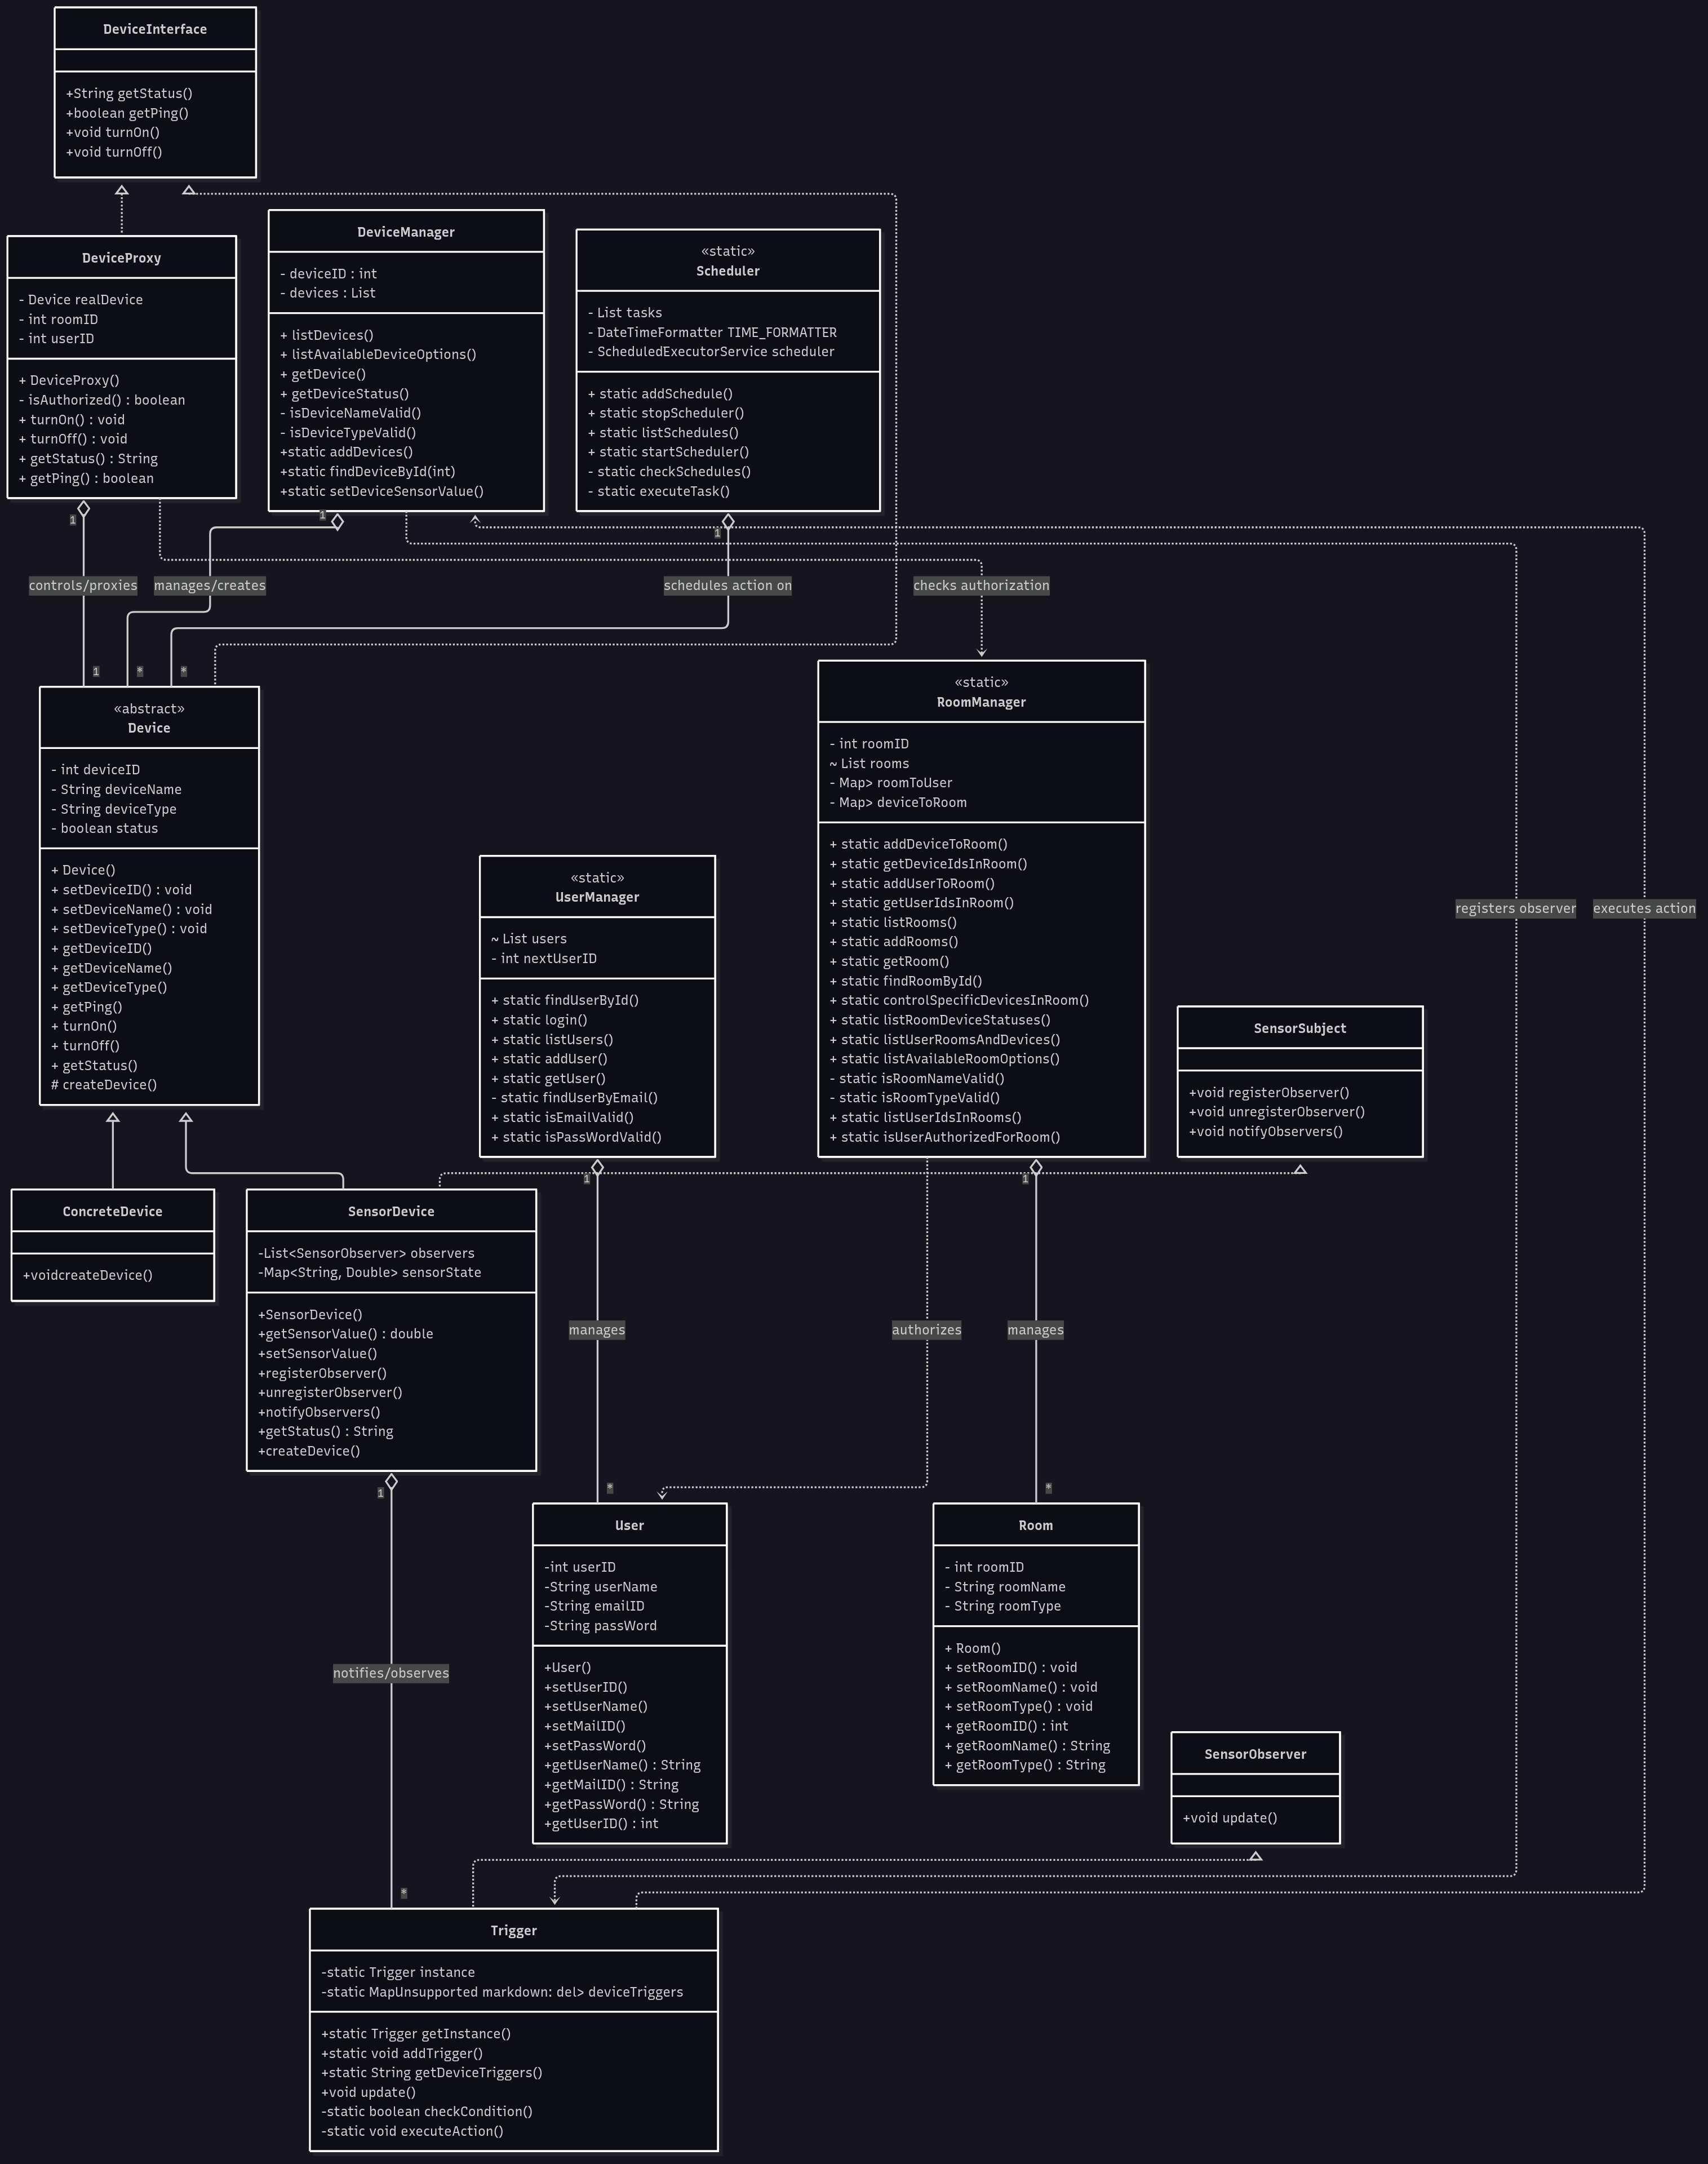 DeviceInterface
+String getStatus()
+boolean getPing()
+void turnOn()
+void turnOff()
DeviceProxy
- Device realDevice
- int roomID
- int userID
+ DeviceProxy()
- isAuthorized() : boolean
+ turnOn() : void
+ turnOff() : void
+ getStatus() : String
+ getPing() : boolean
DeviceManager
- deviceID : int
- devices : List
+ listDevices()
+ listAvailableDeviceOptions()
+ getDevice()
+ getDeviceStatus()
- isDeviceNameValid()
- isDeviceTypeValid()
+static addDevices()
+static findDeviceById(int)
+static setDeviceSensorValue()
«static»
Scheduler
- List tasks
- DateTimeFormatter TIME_FORMATTER
- ScheduledExecutorService scheduler
+ static addSchedule()
+ static stopScheduler()
+ static listSchedules()
+ static startScheduler()
- static checkSchedules()
- static executeTask()
1
1
1
controls/proxies
manages/creates
schedules action on
checks authorization
1
*
*
«abstract»
Device
- int deviceID
- String deviceName
- String deviceType
- boolean status
+ Device()
+ setDeviceID() : void
+ setDeviceName() : void
+ setDeviceType() : void
+ getDeviceID()
+ getDeviceName()
+ getDeviceType()
+ getPing()
+ turnOn()
+ turnOff()
+ getStatus()
# createDevice()
«static»
UserManager
~ List users
- int nextUserID
+ static findUserById()
+ static login()
+ static listUsers()
+ static addUser()
+ static getUser()
- static findUserByEmail()
+ static isEmailValid()
+ static isPassWordValid()
«static»
RoomManager
- int roomID
~ List rooms
- Map> roomToUser
- Map> deviceToRoom
+ static addDeviceToRoom()
+ static getDeviceIdsInRoom()
+ static addUserToRoom()
+ static getUserIdsInRoom()
+ static listRooms()
+ static addRooms()
+ static getRoom()
+ static findRoomById()
+ static controlSpecificDevicesInRoom()
+ static listRoomDeviceStatuses()
+ static listUserRoomsAndDevices()
+ static listAvailableRoomOptions()
- static isRoomNameValid()
- static isRoomTypeValid()
+ static listUserIdsInRooms()
+ static isUserAuthorizedForRoom()
registers observer
executes action
SensorSubject
+void registerObserver()
+void unregisterObserver()
+void notifyObservers()
1
1
ConcreteDevice
+voidcreateDevice()
SensorDevice
-List<SensorObserver> observers
-Map<String, Double> sensorState
+SensorDevice()
+getSensorValue() : double
+setSensorValue()
+registerObserver()
+unregisterObserver()
+notifyObservers()
+getStatus() : String
+createDevice()
manages
authorizes
manages
1
*
*
User
-int userID
-String userName
-String emailID
-String passWord
+User()
+setUserID()
+setUserName()
+setMailID()
+setPassWord()
+getUserName() : String
+getMailID() : String
+getPassWord() : String
+getUserID() : int
Room
- int roomID
- String roomName
- String roomType
+ Room()
+ setRoomID() : void
+ setRoomName() : void
+ setRoomType() : void
+ getRoomID() : int
+ getRoomName() : String
+ getRoomType() : String
notifies/observes
SensorObserver
+void update()
*
Trigger
-static Trigger instance
-static MapUnsupported markdown: del> deviceTriggers
+static Trigger getInstance()
+static void addTrigger()
+static String getDeviceTriggers()
+void update()
-static boolean checkCondition()
-static void executeAction()